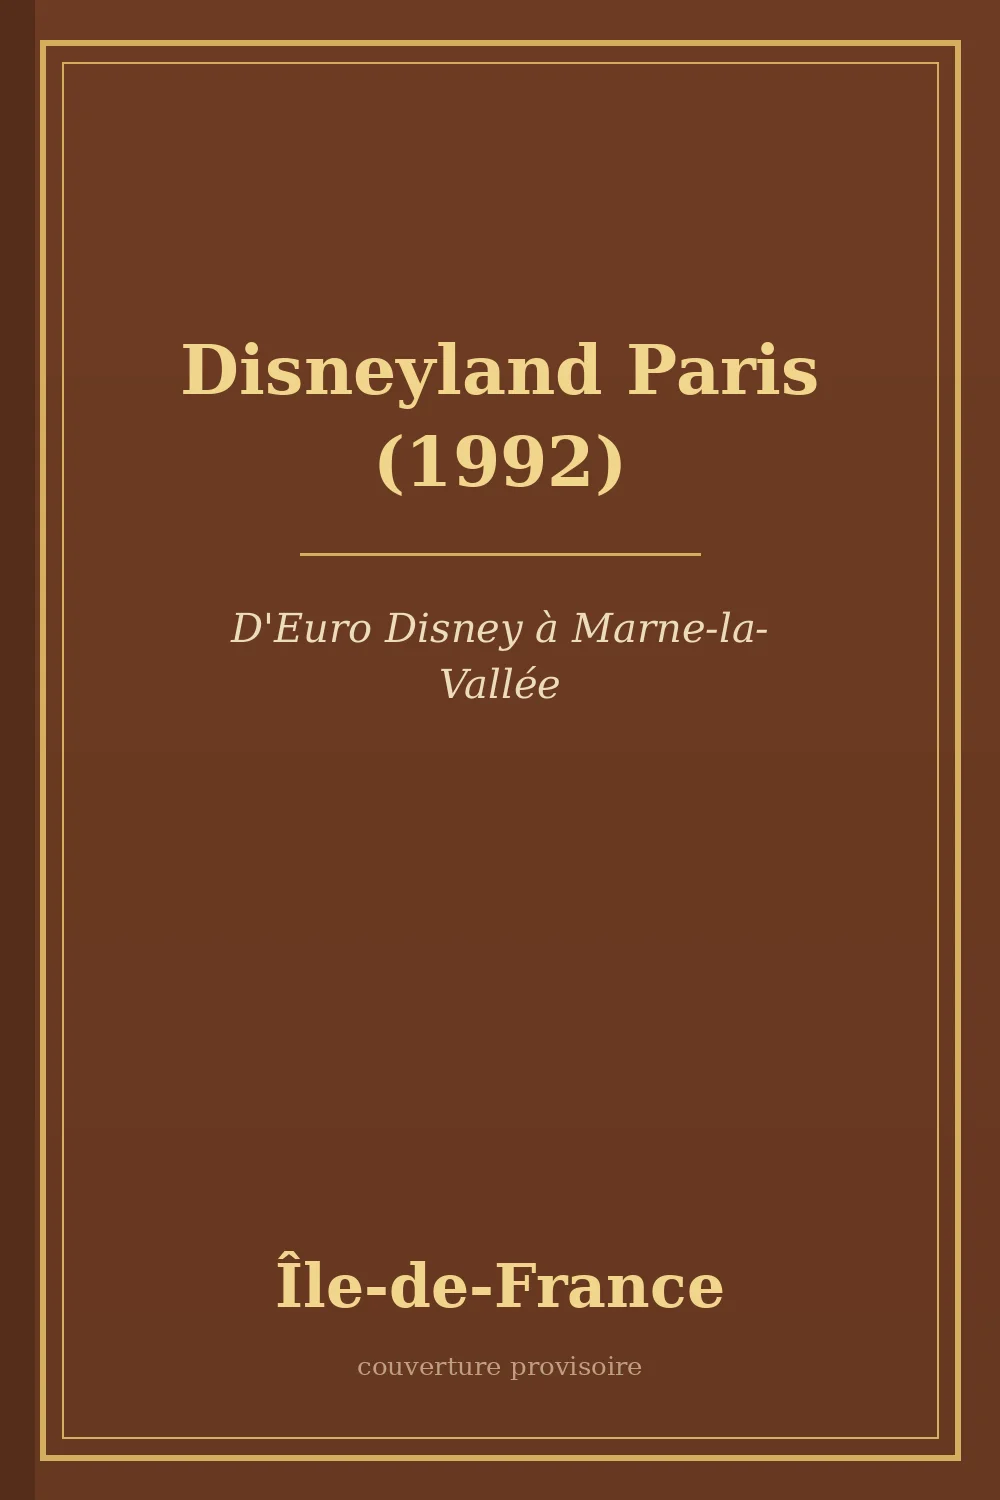 Disneyland Paris
(1992)
D'Euro Disney à Marne-la-
Vallée
Île-de-France
couverture provisoire